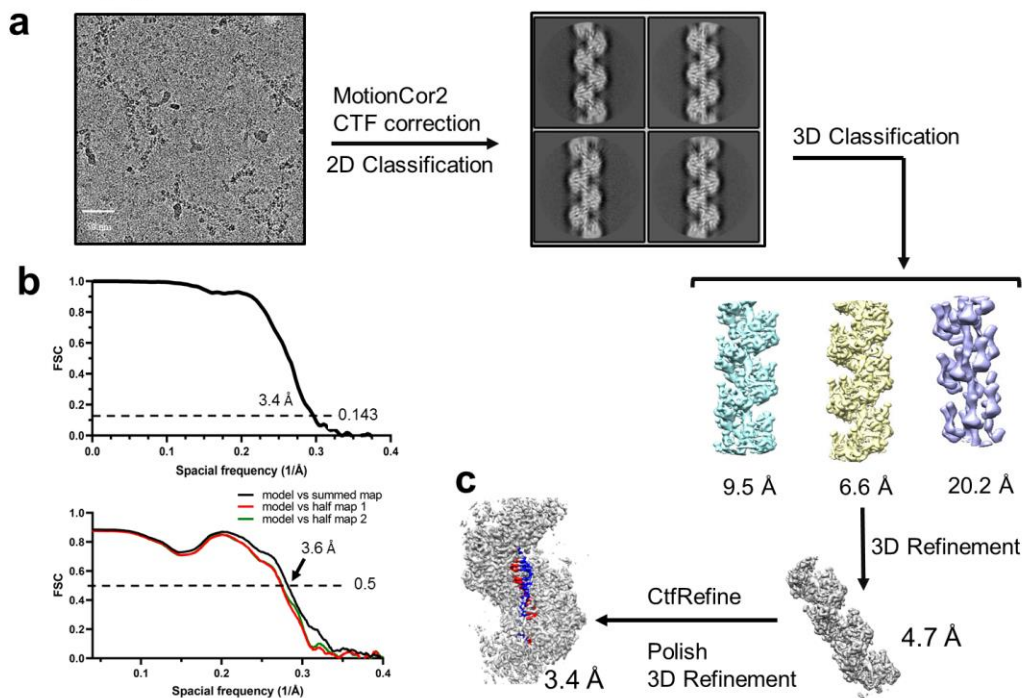 a
50 nm
MotionCor2
CTF correction
2D Classification
3D Classification
9.5 Å
6.6 Å
20.2 Å
3D Refinement
4.7 Å
CtfRefine
Polish
3D Refinement
c
3.4 Å
b
FSC
1.0
0.8
0.6
0.4
0.2
0.0
3.4 Å
0.143
0.0
0.1
0.2
0.3
0.4
Spacial frequency (1/Å)
model vs summed map
model vs half map 1
model vs half map 2
FSC
1.0
0.8
0.6
0.4
0.2
0.0
3.6 Å
0.5
0.1
0.2
0.3
0.4
Spacial frequency (1/Å)